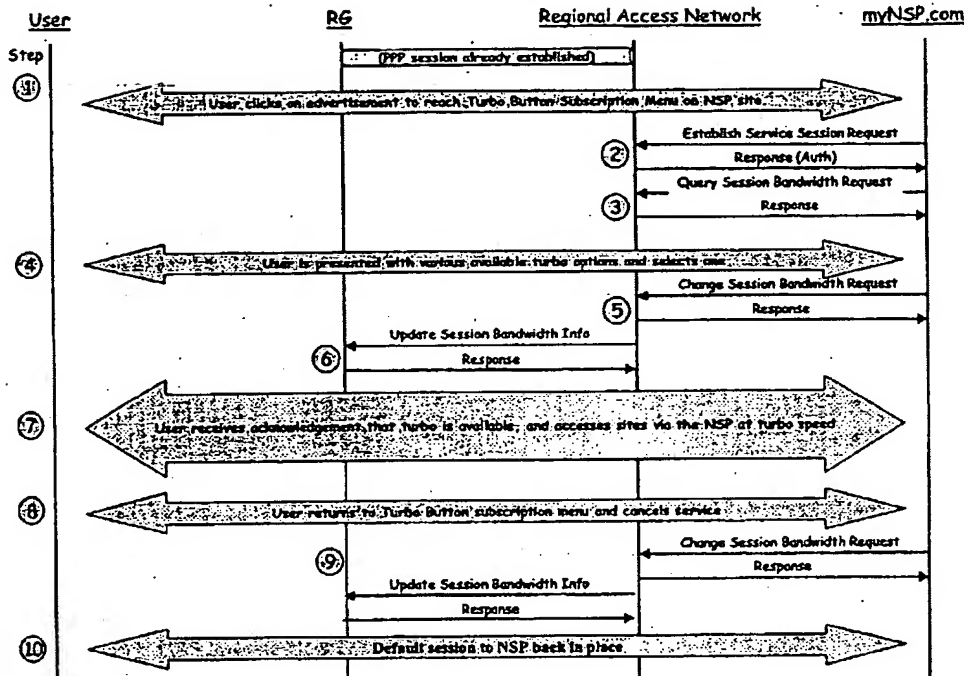 User RG Regional Access Network myNSP.com
Step
(PPP session already established)
1
User clicks on advertisement to reach Turbo Button Subscription Menu on NSP site
Establish Service Session Request
2
Response (Auth)
Query Session Bandwidth Request
3
Response
4
User is presented with various available turbo options and selects one
Change Session Bandwidth Request
5
Response
Update Session Bandwidth Info
6
Response
7
User receives acknowledgement that turbo is available, and accesses sites via the NSP at turbo speed
8
User returns to Turbo Button subscription menu and cancels service
Change Session Bandwidth Request
9
Response
Update Session Bandwidth Info
Response
10
Default session to NSP back in place